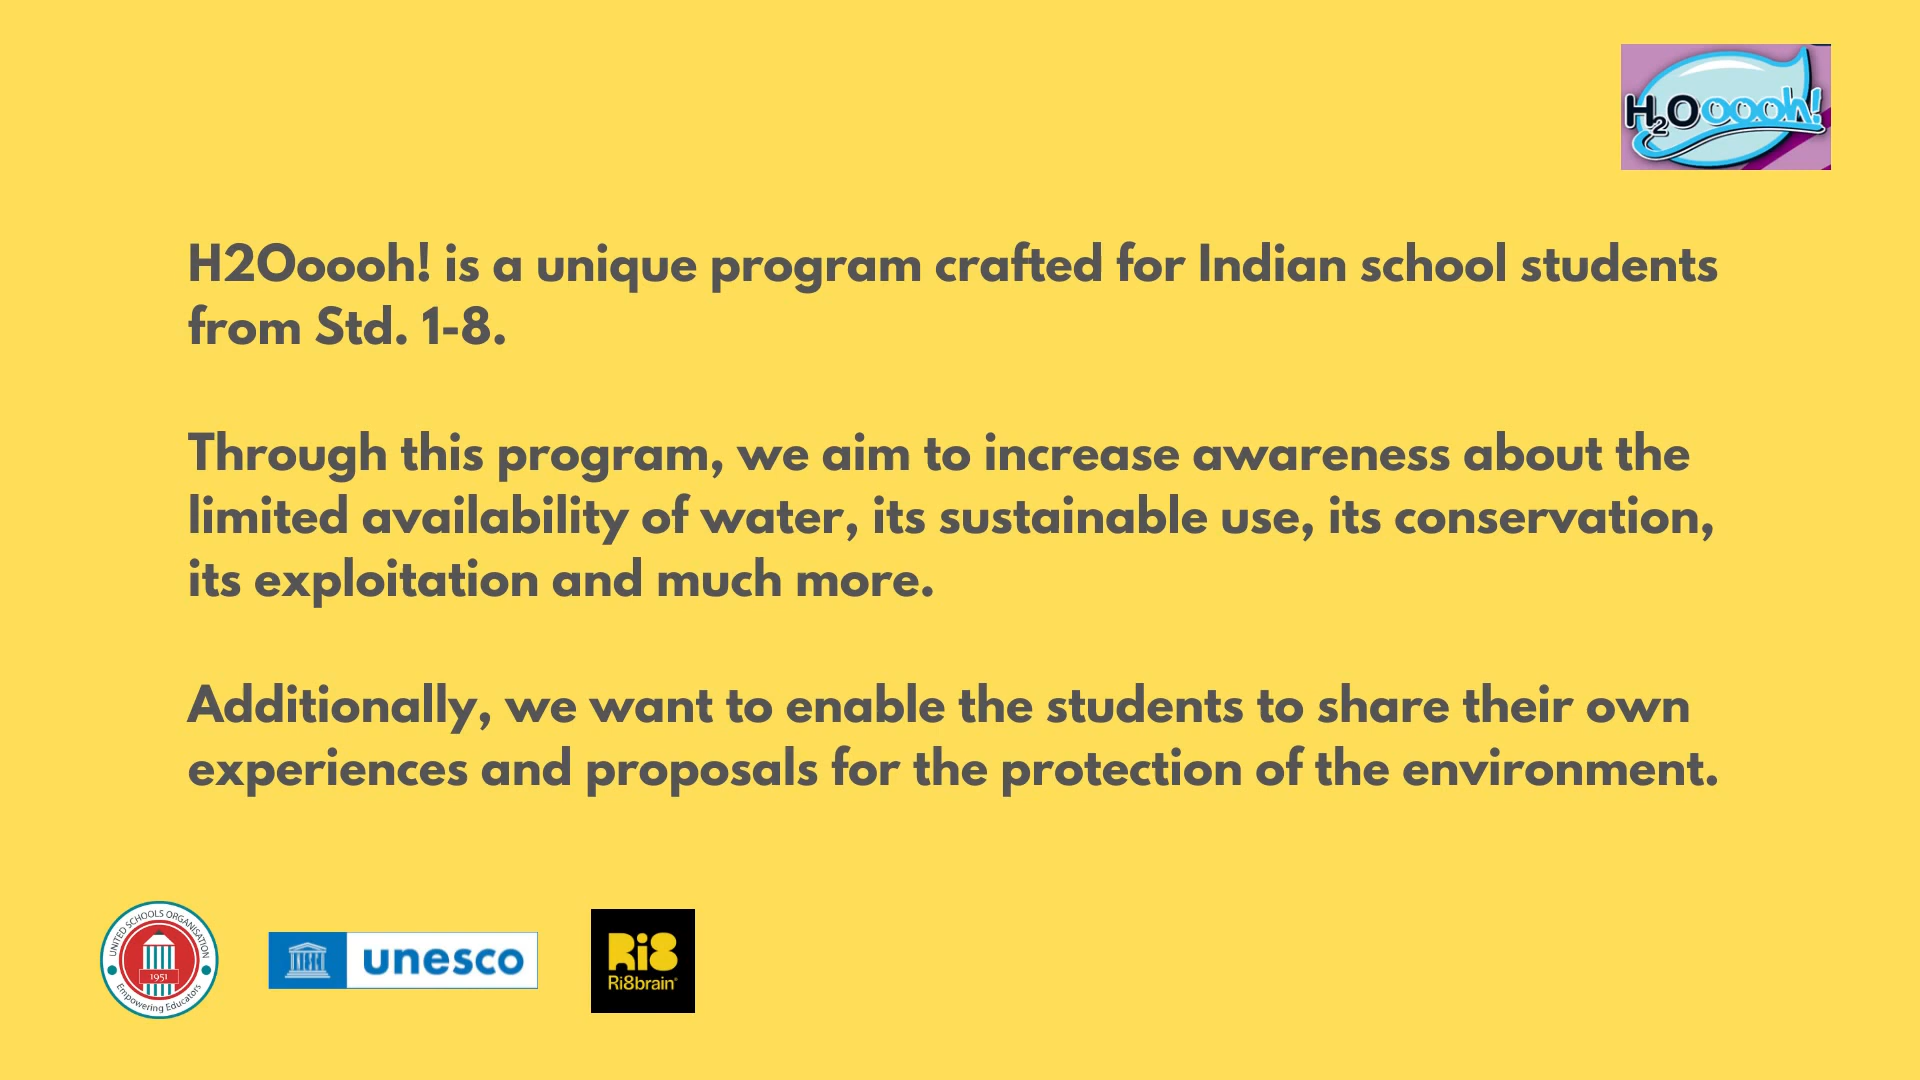 H2Ooooh!
H2Ooooh! is a unique program crafted for Indian school students
from Std. 1-8.
Through this program, we aim to increase awareness about the
limited availability of water, its sustainable use, its conservation,
its exploitation and much more.
Additionally, we want to enable the students to share their own
experiences and proposals for the protection of the environment.
UNITED SCHOOLS ORGANISATION
1951
Empowering Educators
unesco
Ri8
Ri8brain